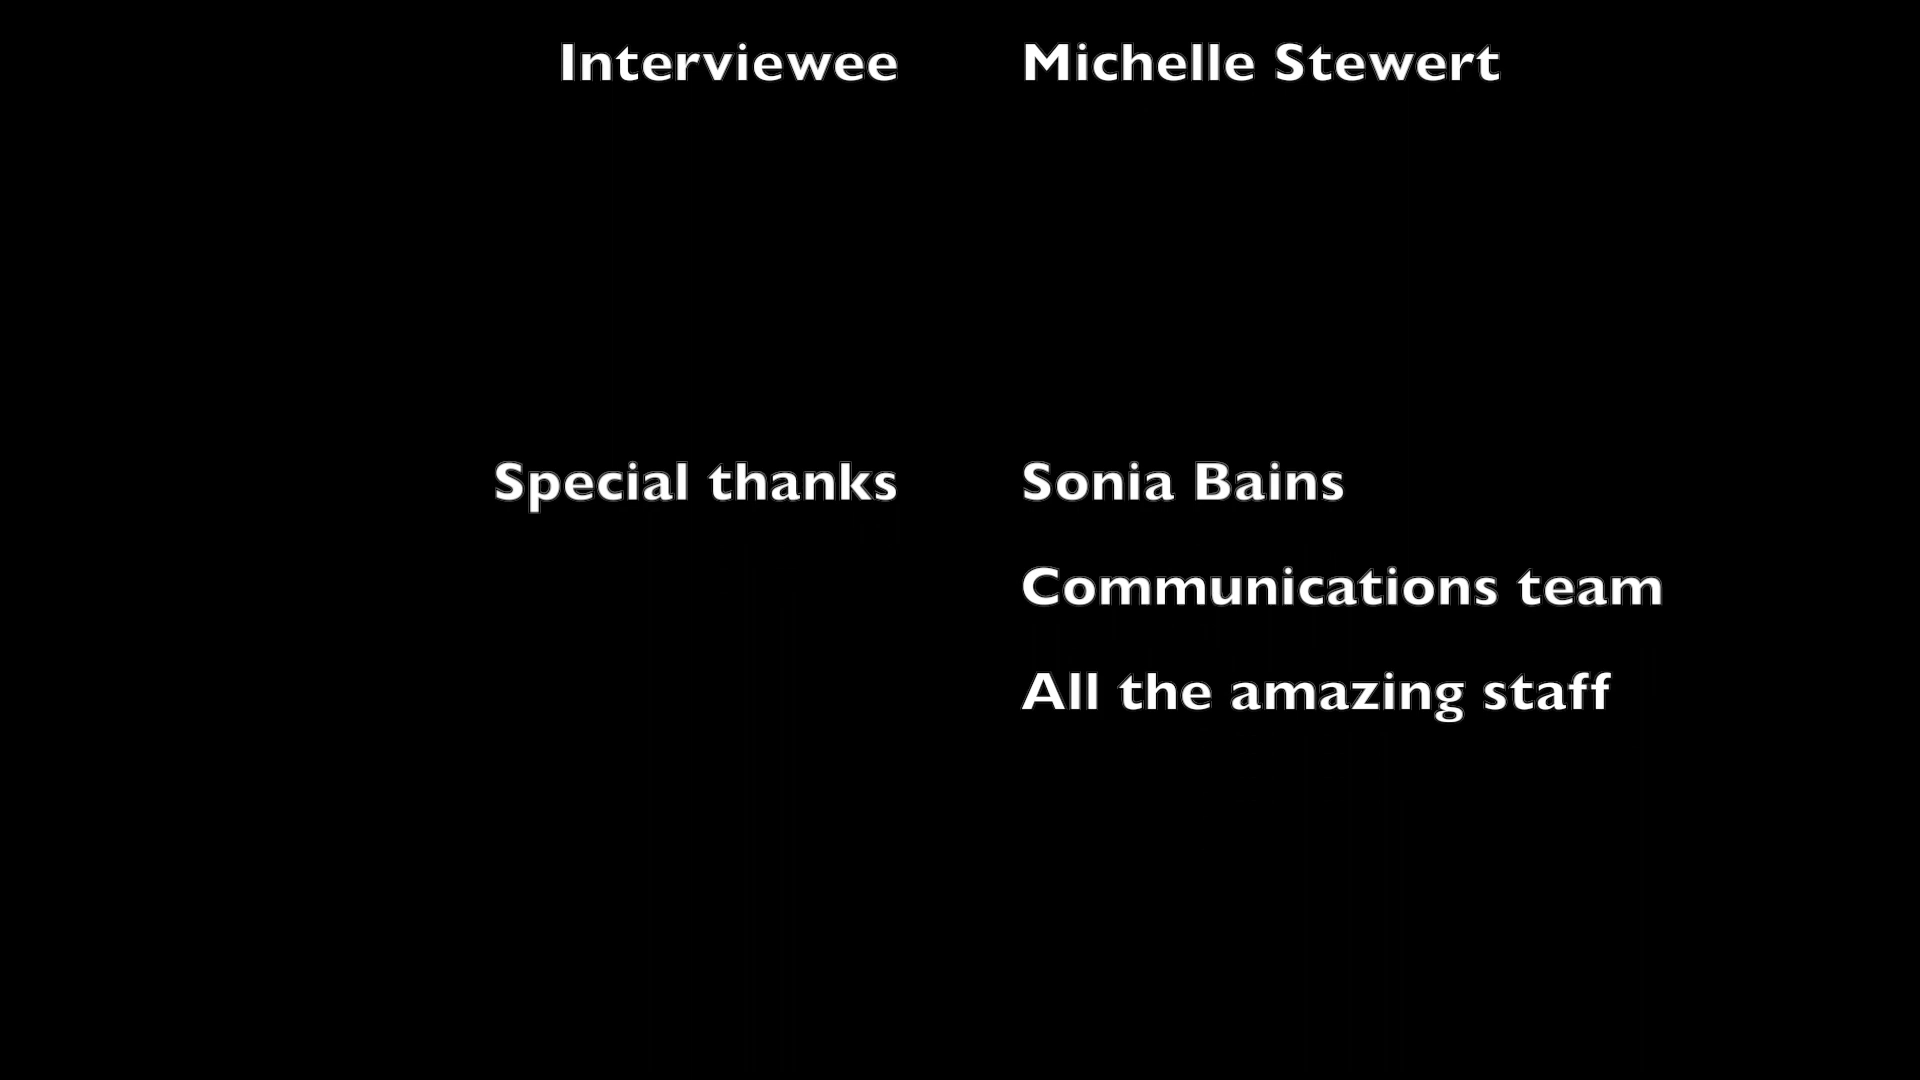 Interviewee Michelle Stewert
Special thanks Sonia Bains
Communications team
All the amazing staff